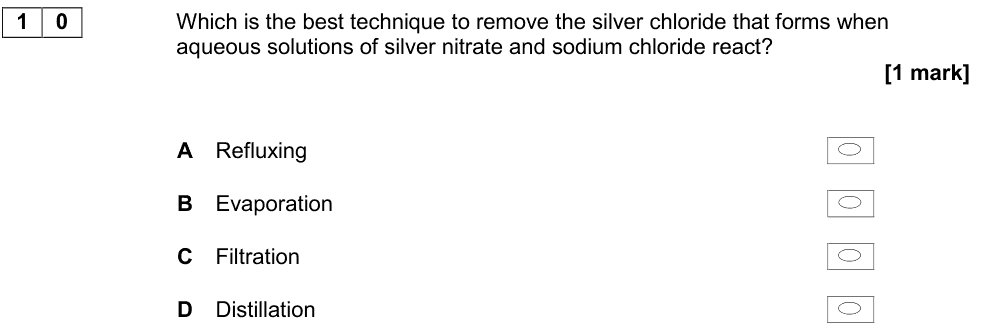 1 0 Which is the best technique to remove the silver chloride that forms when
aqueous solutions of silver nitrate and sodium chloride react?
[1 mark]
A Refluxing
B Evaporation
C Filtration
D Distillation